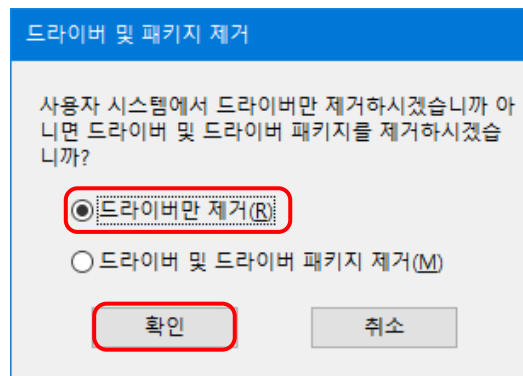 드라이버 및 패키지 제거
사용자 시스템에서 드라이버만 제거하시겠습니까 아
니면 드라이버 및 드라이버 패키지를 제거하시겠습
니까?
드라이버만 제거(R)
드라이버 및 드라이버 패키지 제거(M)
확인 취소